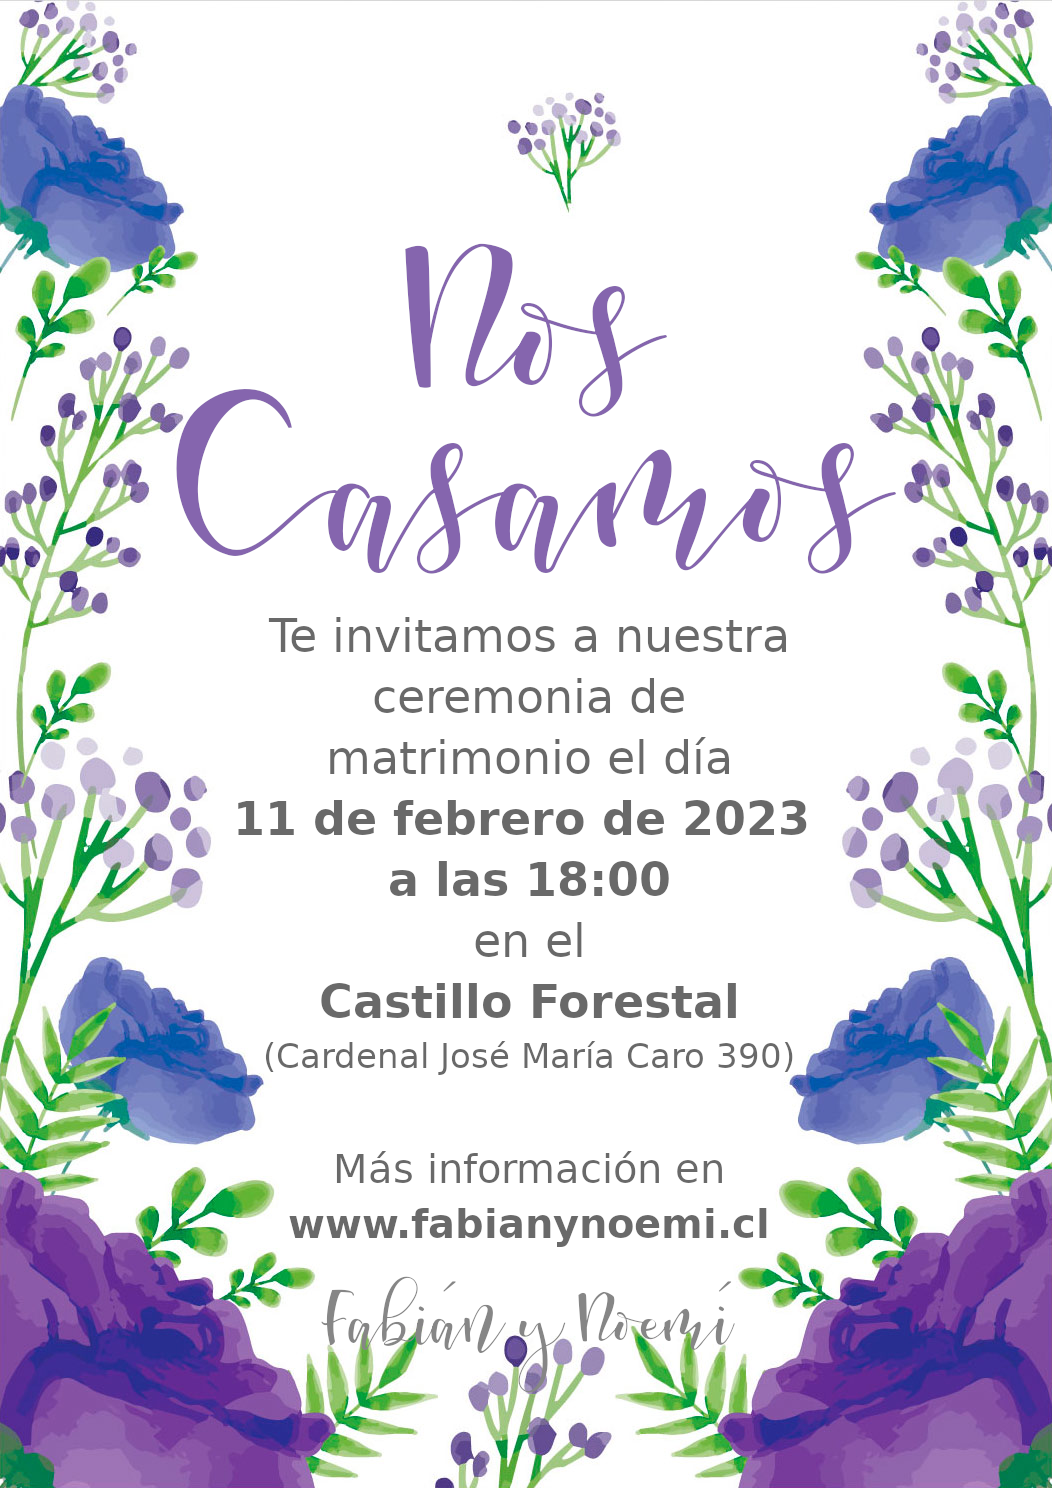 Nos
Casamos
Te invitamos a nuestra
ceremonia de
matrimonio el día
11 de febrero de 2023
a las 18:00
en el
Castillo Forestal
(Cardenal José María Caro 390)
Más información en
www.fabianynoemi.cl
Fabián y Noemí